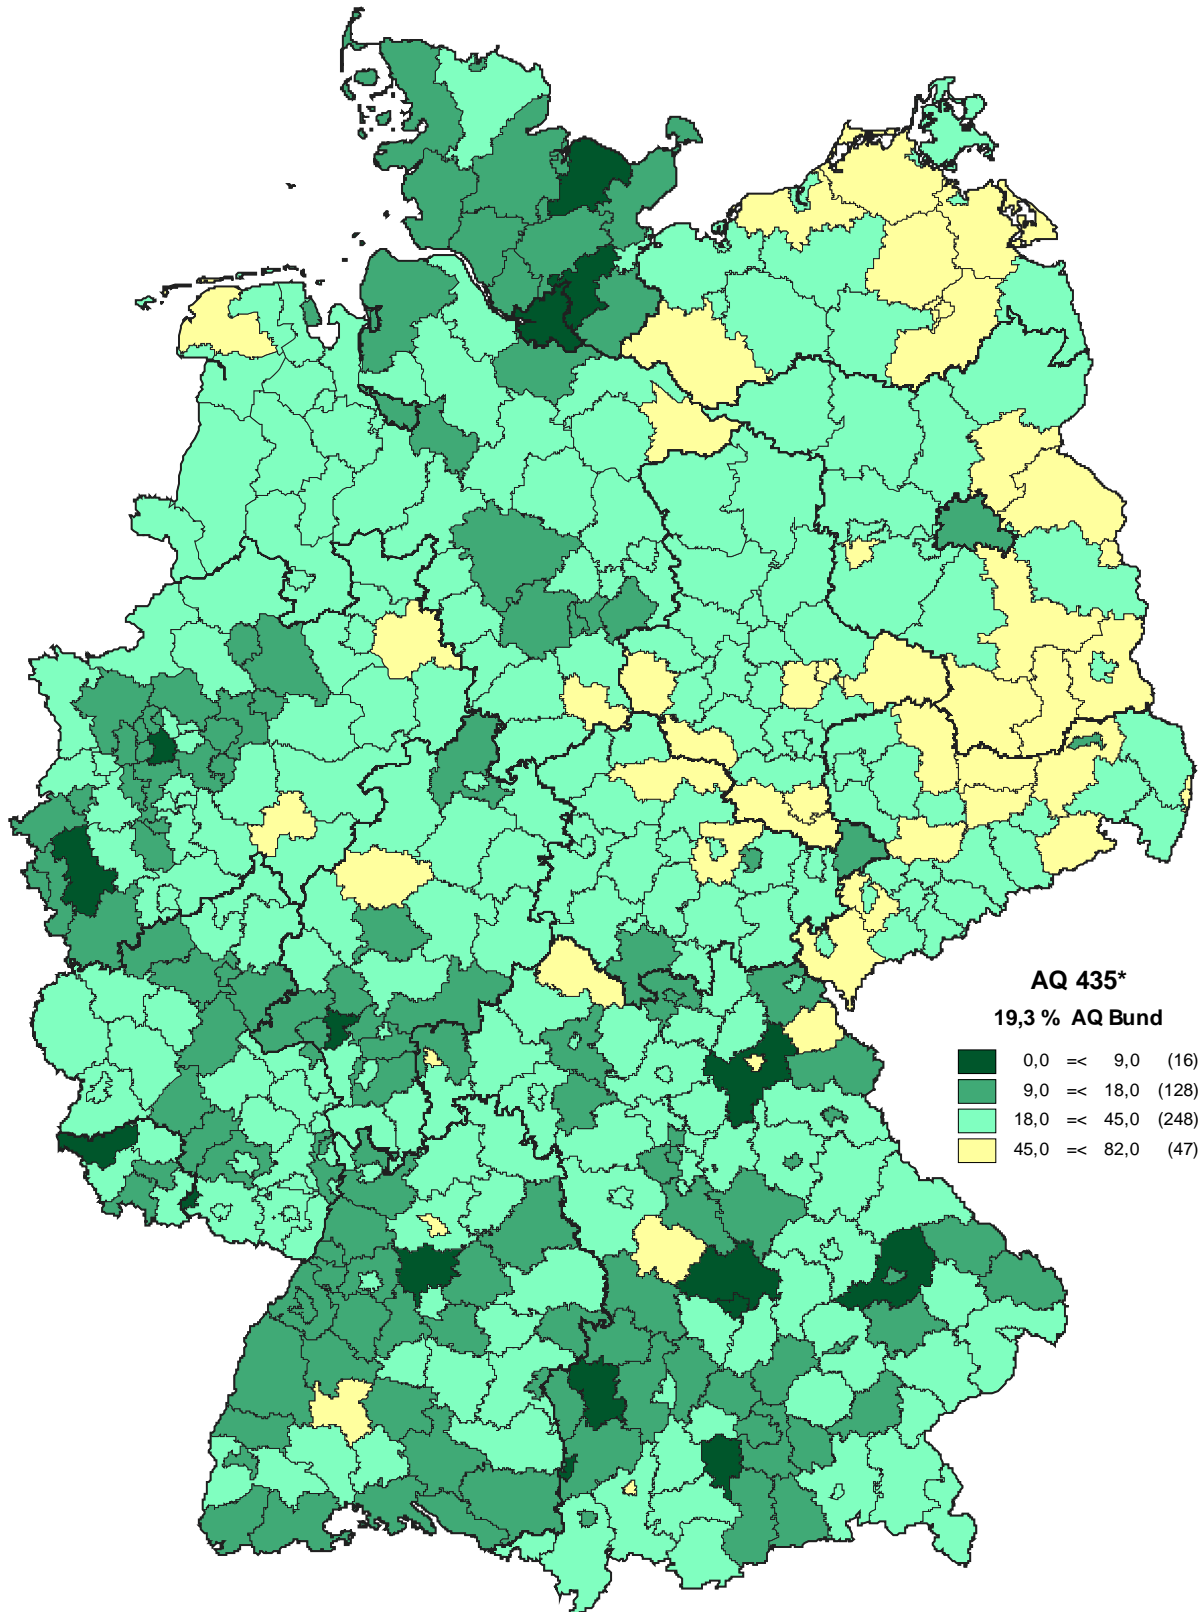 AQ 435*
19,3 % AQ Bund
0,0 =< 9,0 (16)
9,0 =< 18,0 (128)
18,0 =< 45,0 (248)
45,0 =< 82,0 (47)